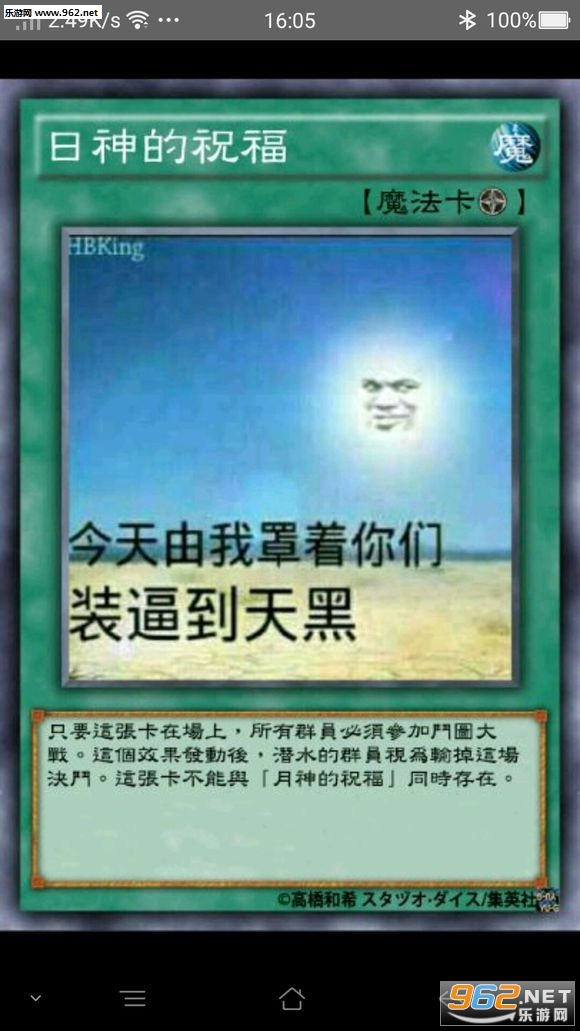 乐游网 www.962.net
2.49K/s
16:05
100%
日神的祝福
魔
【魔法卡】
HBKing
今天由我罩着你们
装逼到天黑
只要這張卡在場上，所有群員必須參加鬥圖大
戰。這個效果發動後，潛水的群員視為輸掉這場
決鬥。這張卡不能與「月神的祝福」同時存在。
©高橋和希 スタヅオ·ダイス/集英社
962.NET
乐游网